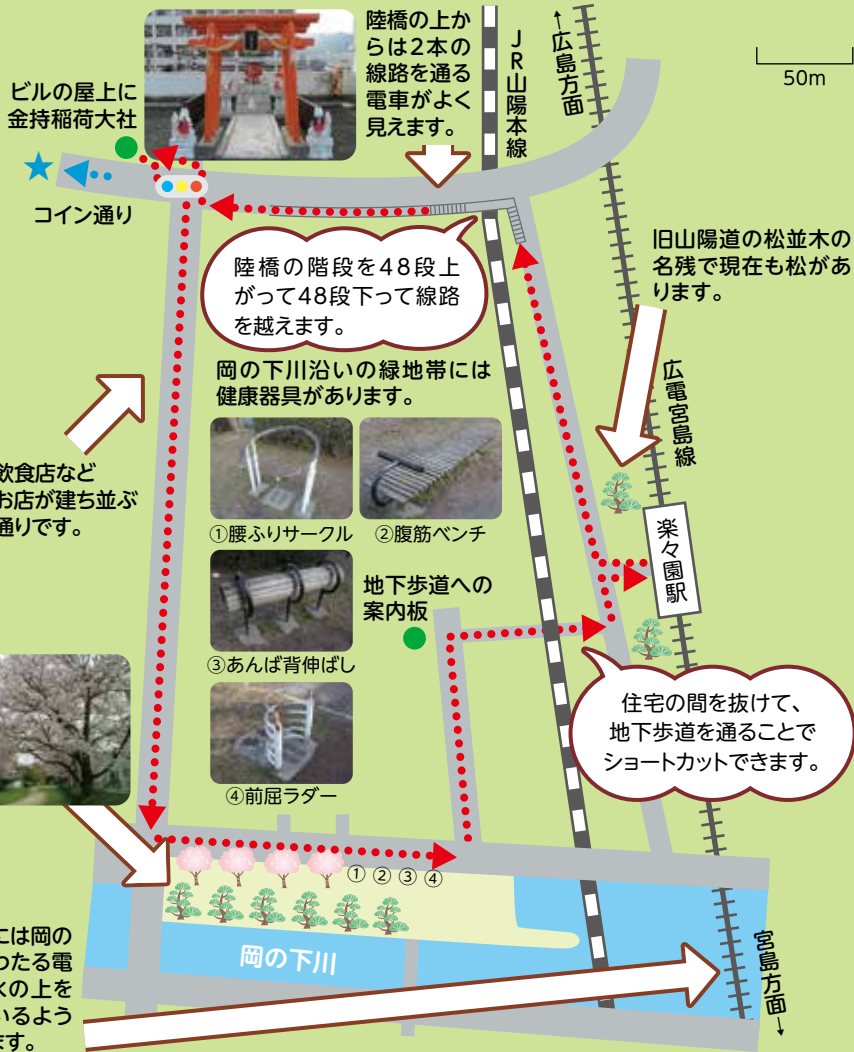 陸橋の上か
らは2本の
線路を通る
電車がよく
見えます。
JR山陽本線
←広島方面
50m
ビルの屋上に
金持稲荷大社
コイン通り
陸橋の階段を48段上
がって48段下って線路
を越えます。
旧山陽道の松並木の
名残で現在も松があ
ります。
広電宮島線
岡の下川沿いの緑地帯には
健康器具があります。
①腰ふりサークル
②腹筋ベンチ
飲食店など
お店が建ち並ぶ
通りです。
楽々園駅
地下歩道への
案内板
③あんば背伸ばし
住宅の間を抜けて、
地下歩道を通ることで
ショートカットできます。
④前屈ラダー
① ② ③ ④
岡の下川
には岡の
わたる電
水の上を
いるよう
ます。
宮島方面→